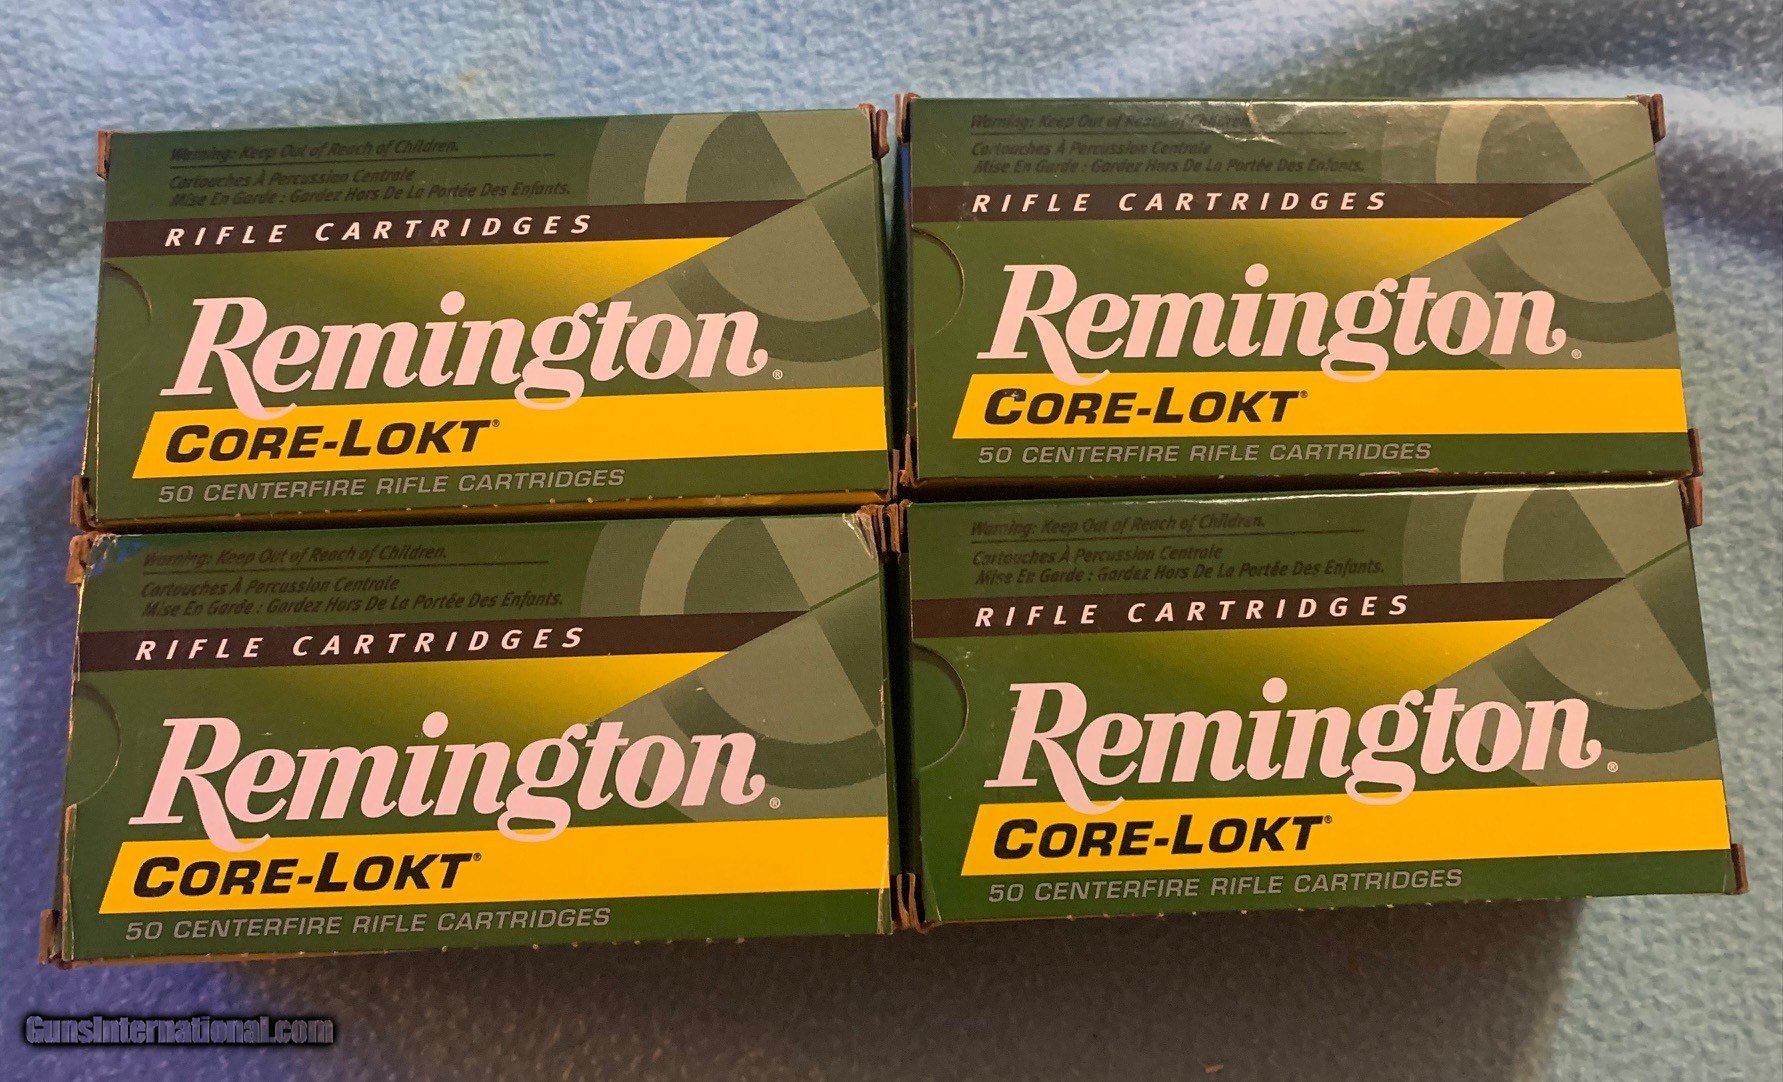 Warning: Keep Out of Reach of Children.
Cartouches À Percussion Centrale
Mise En Garde : Gardez Hors De La Portée Des Enfants.
RIFLE CARTRIDGES
Remington®
CORE-LOKT®
50 CENTERFIRE RIFLE CARTRIDGES
Warning: Keep Out of Reach of Children.
Cartouches À Percussion Centrale
Mise En Garde : Gardez Hors De La Portée Des Enfants.
RIFLE CARTRIDGES
Remington®
CORE-LOKT®
50 CENTERFIRE RIFLE CARTRIDGES
Warning: Keep Out of Reach of Children.
Cartouches À Percussion Centrale
Mise En Garde : Gardez Hors De La Portée Des Enfants.
RIFLE CARTRIDGES
Remington®
CORE-LOKT®
50 CENTERFIRE RIFLE CARTRIDGES
Warning: Keep Out of Reach of Children.
Cartouches À Percussion Centrale
Mise En Garde : Gardez Hors De La Portée Des Enfants.
RIFLE CARTRIDGES
Remington®
CORE-LOKT®
50 CENTERFIRE RIFLE CARTRIDGES
GunsInternational.com